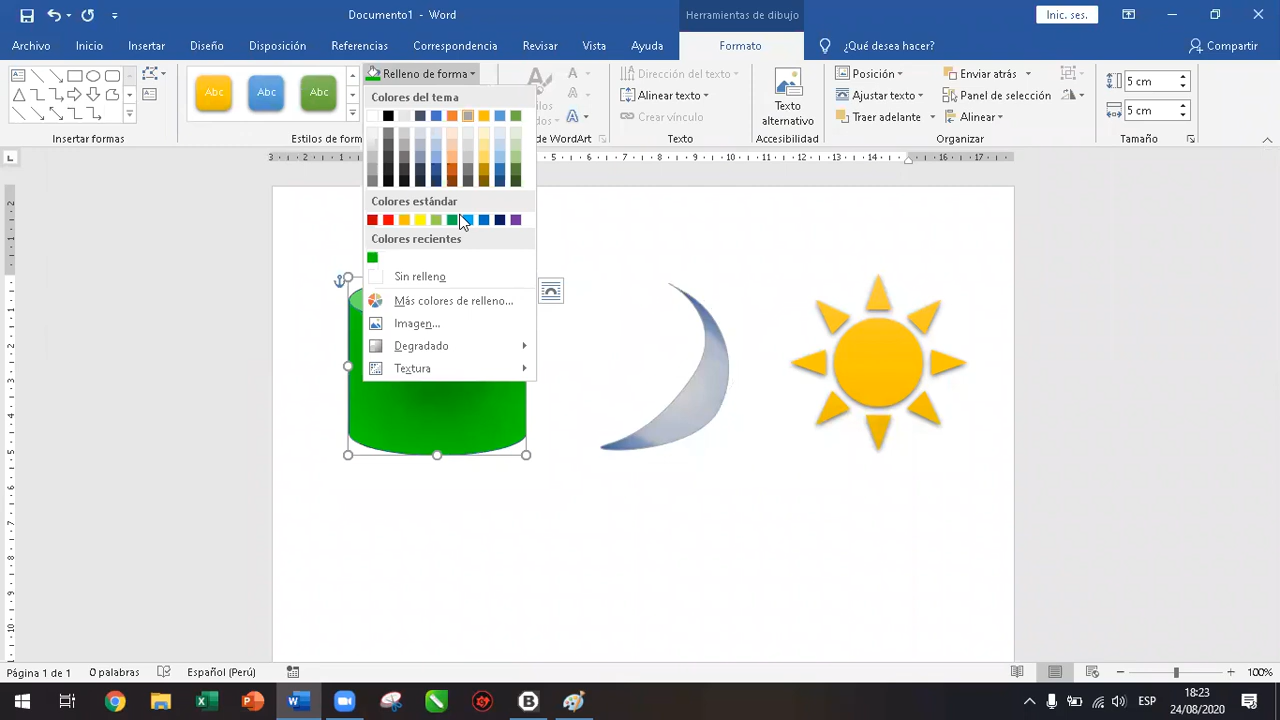 Documento1 - Word
Herramientas de dibujo
Inic. ses.
Archivo Inicio Insertar Diseño Disposición Referencias Correspondencia Revisar Vista Ayuda Formato ¿Qué desea hacer? Compartir
Abc Abc Abc
Relleno de forma
Dirección del texto
Alinear texto
Crear vínculo
Texto alternativo
Posición
Ajustar texto
Traer adelante
Enviar atrás
Panel de selección
Alinear
5 cm
5 cm
Insertar formas
Estilos de for
de WordArt
Texto
Accesibilidad
Organizar
Tamaño
Colores del tema
Colores estándar
Colores recientes
Sin relleno
Más colores de relleno...
Imagen...
Degradado
Textura
Página 1 de 1 0 palabras Español (Perú) 100%
ESP
18:23
24/08/2020